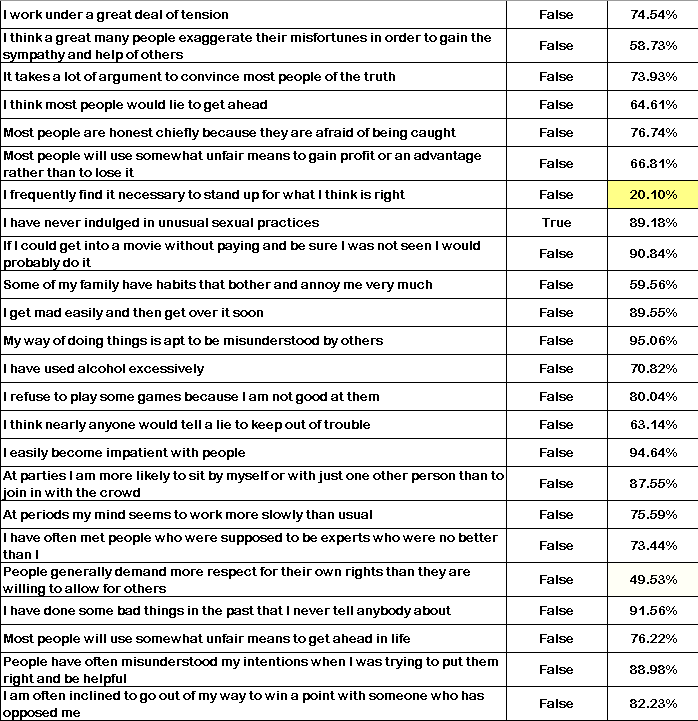 I work under a great deal of tension False 74.54%
I think a great many people exaggerate their misfortunes in order to gain the
sympathy and help of others False 58.73%
It takes a lot of argument to convince most people of the truth False 73.93%
I think most people would lie to get ahead False 64.61%
Most people are honest chiefly because they are afraid of being caught False 76.74%
Most people will use somewhat unfair means to gain profit or an advantage
rather than to lose it False 66.81%
I frequently find it necessary to stand up for what I think is right False 20.10%
I have never indulged in unusual sexual practices True 89.18%
If I could get into a movie without paying and be sure I was not seen I would
probably do it False 90.84%
Some of my family have habits that bother and annoy me very much False 59.56%
I get mad easily and then get over it soon False 89.55%
My way of doing things is apt to be misunderstood by others False 95.06%
I have used alcohol excessively False 70.82%
I refuse to play some games because I am not good at them False 80.04%
I think nearly anyone would tell a lie to keep out of trouble False 63.14%
I easily become impatient with people False 94.64%
At parties I am more likely to sit by myself or with just one other person than to
join in with the crowd False 87.55%
At periods my mind seems to work more slowly than usual False 75.59%
I have often met people who were supposed to be experts who were no better
than I False 73.44%
People generally demand more respect for their own rights than they are
willing to allow for others False 49.53%
I have done some bad things in the past that I never tell anybody about False 91.56%
Most people will use somewhat unfair means to get ahead in life False 76.22%
People have often misunderstood my intentions when I was trying to put them
right and be helpful False 88.98%
I am often inclined to go out of my way to win a point with someone who has
opposed me False 82.23%